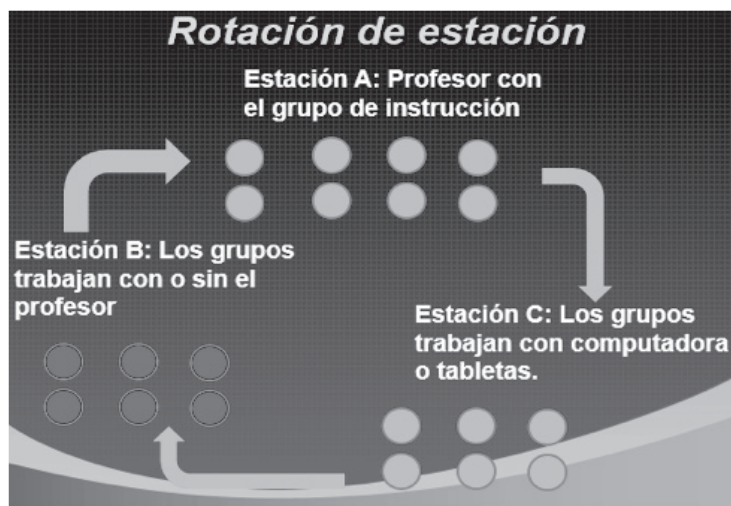 Rotación de estación
Estación A: Profesor con
el grupo de instrucción
Estación B: Los grupos
trabajan con o sin el
profesor
Estación C: Los grupos
trabajan con computadora
o tabletas.